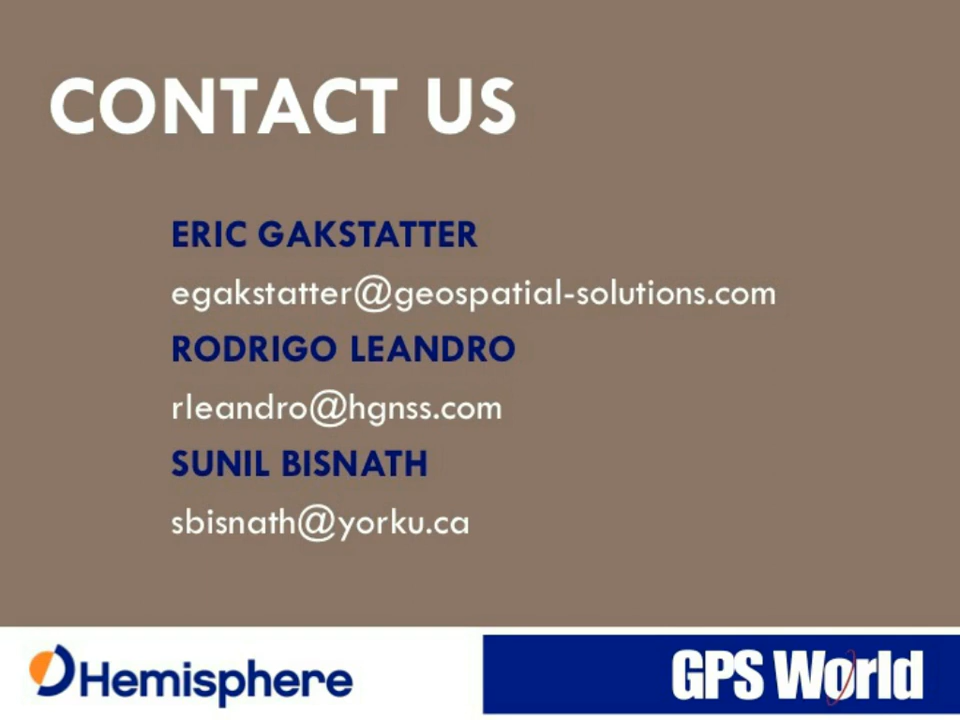 CONTACT US
ERIC GAKSTATTER
egakstatter@geospatial-solutions.com
RODRIGO LEANDRO
rleandro@hgnss.com
SUNIL BISNATH
sbisnath@yorku.ca
Hemisphere
GPS World